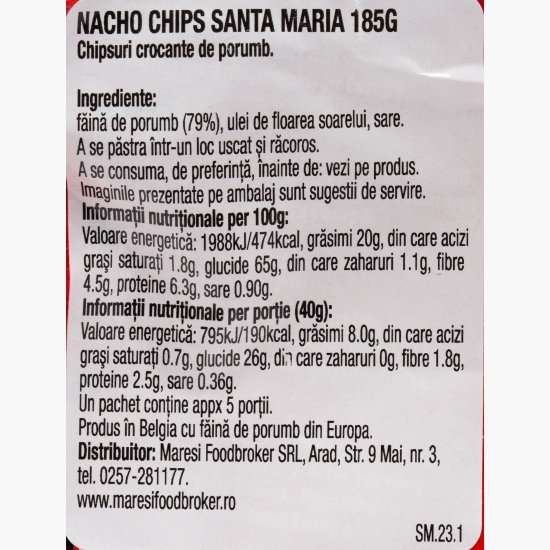 NACHO CHIPS SANTA MARIA 185G
Chipsuri crocante de porumb.
Ingrediente:
făină de porumb (79%), ulei de floarea soarelui, sare.
A se păstra într-un loc uscat și răcoros.
A se consuma, de preferință, înainte de: vezi pe produs.
Imaginile prezentate pe ambalaj sunt sugestii de servire.
Informații nutriționale per 100g:
Valoare energetică: 1988kJ/474kcal, grăsimi 20g, din care acizi
grași saturați 1.8g, glucide 65g, din care zaharuri 1.1g, fibre
4.5g, proteine 6.3g, sare 0.90g.
Informații nutriționale per porție (40g):
Valoare energetică: 795kJ/190kcal, grăsimi 8.0g, din care acizi
grași saturați 0.7g, glucide 26g, din care zaharuri 0g, fibre 1.8g,
proteine 2.5g, sare 0.36g.
Un pachet conține appx 5 porții.
Produs în Belgia cu făină de porumb din Europa.
Distribuitor: Maresi Foodbroker SRL, Arad, Str. 9 Mai, nr. 3,
tel. 0257-281177.
www.maresifoodbroker.ro
SM.23.1